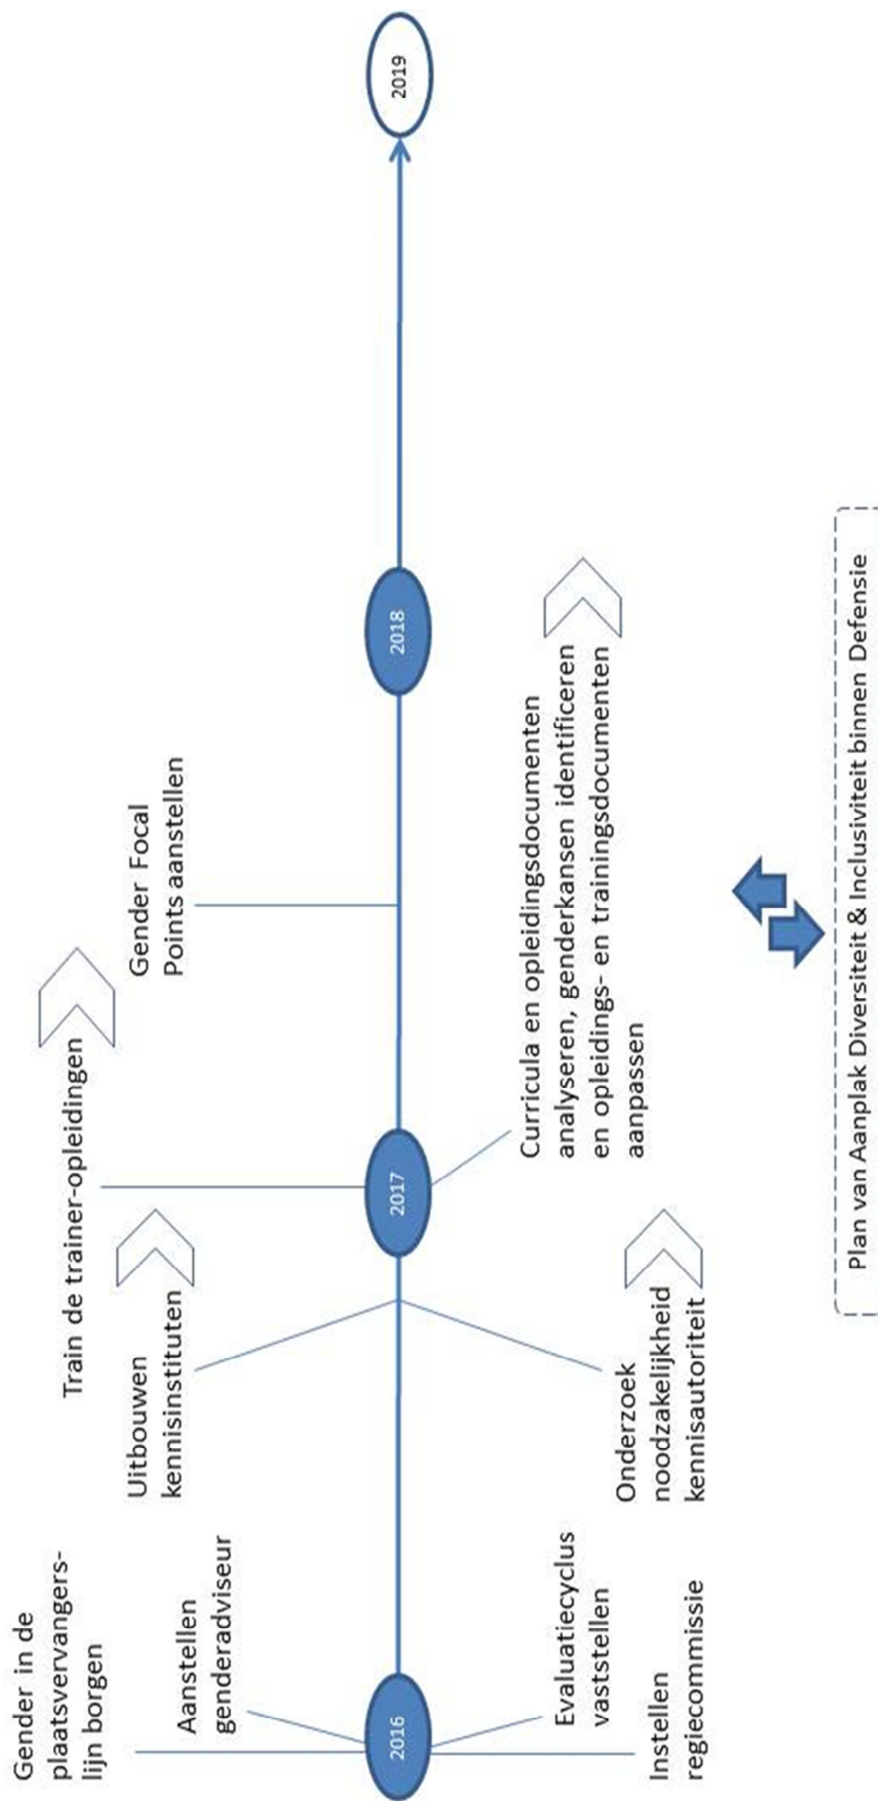 Gender in de
plaatsvervangers-
lijn borgen
Aanstellen
genderadviseur
Train de trainer-opleidingen
Uitbouwen
kennisinstituten
Gender Focal
Points aanstellen
2016
2017
2018
2019
Evaluatiecyclus
vaststellen
Instellen
regiecommissie
Onderzoek
noodzakelijkheid
kennisautoriteit
Curricula en opleidingsdocumenten
analyseren, genderkansen identificeren
en opleidings- en trainingsdocumenten
aanpassen
Plan van Aanplak Diversiteit & Inclusiviteit binnen Defensie